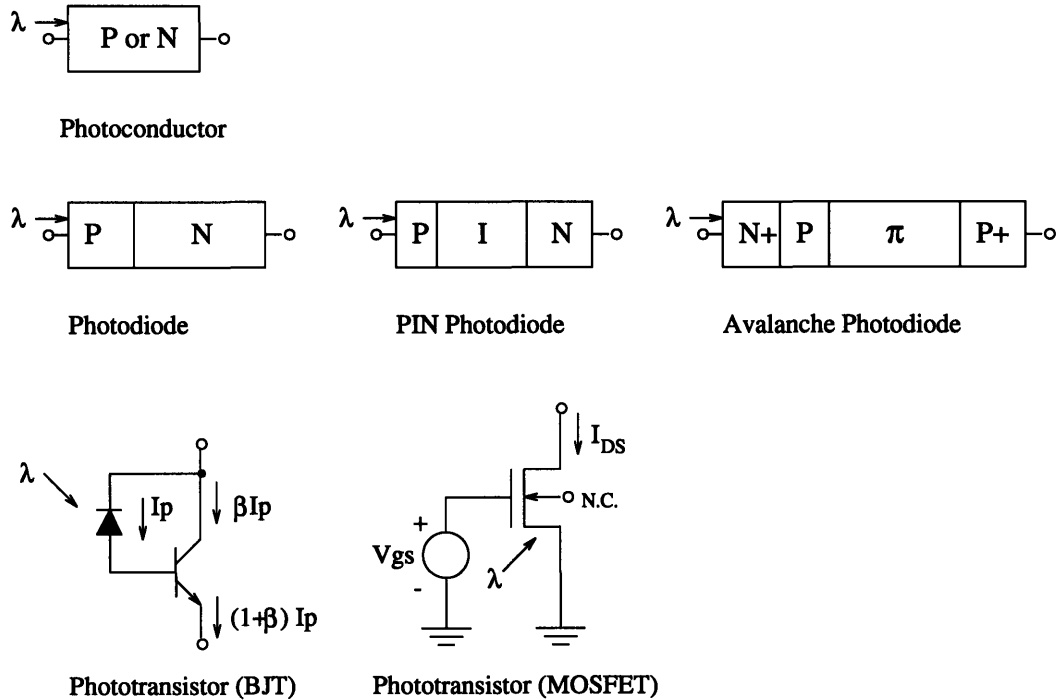 λ
P or N
Photoconductor
λ
P N
Photodiode
λ
P I N
PIN Photodiode
λ
N+ P π P+
Avalanche Photodiode
λ
Ip
βIp
(1+β) Ip
Phototransistor (BJT)
I_DS
N.C.
+
Vgs
-
λ
Phototransistor (MOSFET)